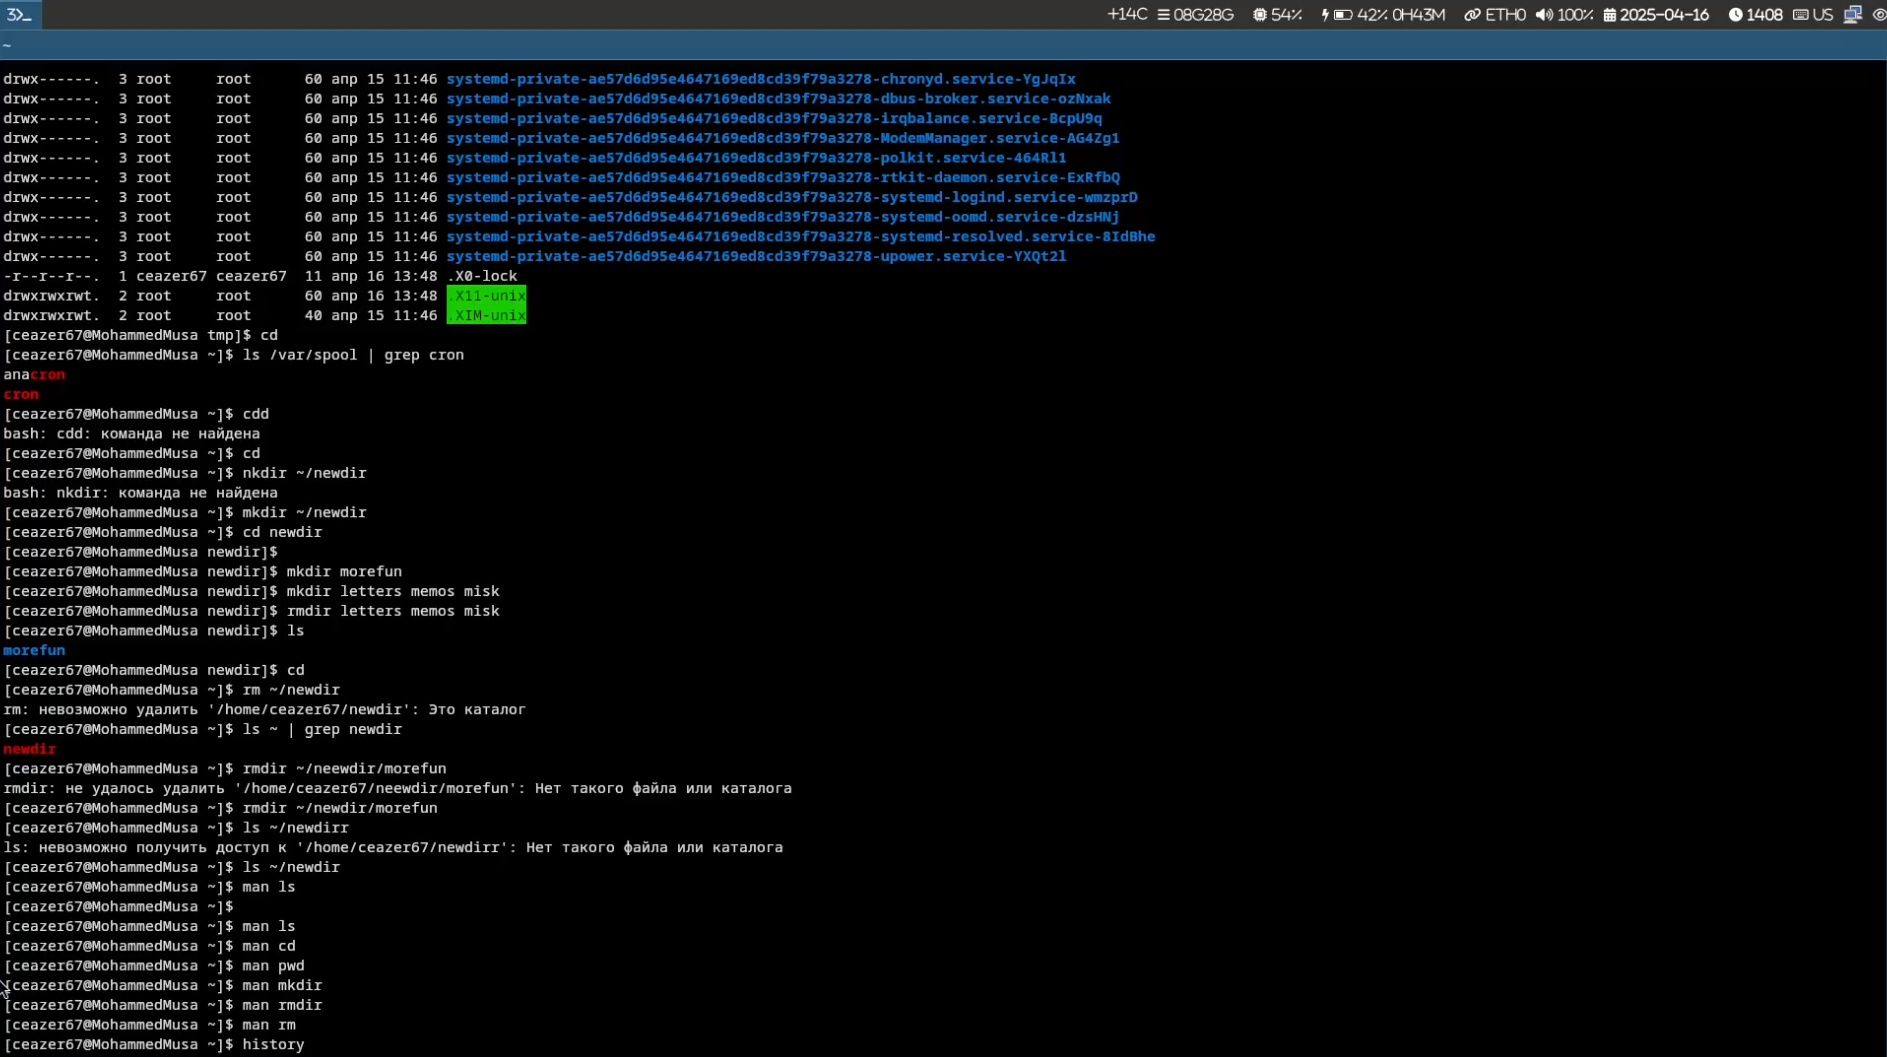 3
+14C 08G28G 54% 42% 0H43M ETH0 100% 2025-04-16 1408 US
~
drwx------. 3 root root 60 апр 15 11:46 systemd-private-ae57d6d95e4647169ed8cd39f79a3278-chronyd.service-YgJqIx
drwx------. 3 root root 60 апр 15 11:46 systemd-private-ae57d6d95e4647169ed8cd39f79a3278-dbus-broker.service-ozNxak
drwx------. 3 root root 60 апр 15 11:46 systemd-private-ae57d6d95e4647169ed8cd39f79a3278-irqbalance.service-BcpU9q
drwx------. 3 root root 60 апр 15 11:46 systemd-private-ae57d6d95e4647169ed8cd39f79a3278-ModemManager.service-AG4Zg1
drwx------. 3 root root 60 апр 15 11:46 systemd-private-ae57d6d95e4647169ed8cd39f79a3278-polkit.service-464Rl1
drwx------. 3 root root 60 апр 15 11:46 systemd-private-ae57d6d95e4647169ed8cd39f79a3278-rtkit-daemon.service-ExRfbQ
drwx------. 3 root root 60 апр 15 11:46 systemd-private-ae57d6d95e4647169ed8cd39f79a3278-systemd-logind.service-wmzprD
drwx------. 3 root root 60 апр 15 11:46 systemd-private-ae57d6d95e4647169ed8cd39f79a3278-systemd-oomd.service-dzsHNj
drwx------. 3 root root 60 апр 15 11:46 systemd-private-ae57d6d95e4647169ed8cd39f79a3278-systemd-resolved.service-8IdBhe
drwx------. 3 root root 60 апр 15 11:46 systemd-private-ae57d6d95e4647169ed8cd39f79a3278-upower.service-YXQt2l
-r--r--r--. 1 ceazer67 ceazer67 11 апр 16 13:48 .X0-lock
drwxrwxrwt. 2 root root 60 апр 16 13:48 .X11-unix
drwxrwxrwt. 2 root root 40 апр 15 11:46 .XIM-unix
[ceazer67@MohammedMusa tmp]$ cd
[ceazer67@MohammedMusa ~]$ ls /var/spool | grep cron
anacron
cron
[ceazer67@MohammedMusa ~]$ cdd
bash: cdd: команда не найдена
[ceazer67@MohammedMusa ~]$ cd
[ceazer67@MohammedMusa ~]$ nkdir ~/newdir
bash: nkdir: команда не найдена
[ceazer67@MohammedMusa ~]$ mkdir ~/newdir
[ceazer67@MohammedMusa ~]$ cd newdir
[ceazer67@MohammedMusa newdir]$
[ceazer67@MohammedMusa newdir]$ mkdir morefun
[ceazer67@MohammedMusa newdir]$ mkdir letters memos misk
[ceazer67@MohammedMusa newdir]$ rmdir letters memos misk
[ceazer67@MohammedMusa newdir]$ ls
morefun
[ceazer67@MohammedMusa newdir]$ cd
[ceazer67@MohammedMusa ~]$ rm ~/newdir
rm: невозможно удалить '/home/ceazer67/newdir': Это каталог
[ceazer67@MohammedMusa ~]$ ls ~ | grep newdir
newdir
[ceazer67@MohammedMusa ~]$ rmdir ~/neewdir/morefun
rmdir: не удалось удалить '/home/ceazer67/neewdir/morefun': Нет такого файла или каталога
[ceazer67@MohammedMusa ~]$ rmdir ~/newdir/morefun
[ceazer67@MohammedMusa ~]$ ls ~/newdirr
ls: невозможно получить доступ к '/home/ceazer67/newdirr': Нет такого файла или каталога
[ceazer67@MohammedMusa ~]$ ls ~/newdir
[ceazer67@MohammedMusa ~]$ man ls
[ceazer67@MohammedMusa ~]$
[ceazer67@MohammedMusa ~]$ man ls
[ceazer67@MohammedMusa ~]$ man cd
[ceazer67@MohammedMusa ~]$ man pwd
[ceazer67@MohammedMusa ~]$ man mkdir
[ceazer67@MohammedMusa ~]$ man rmdir
[ceazer67@MohammedMusa ~]$ man rm
[ceazer67@MohammedMusa ~]$ history